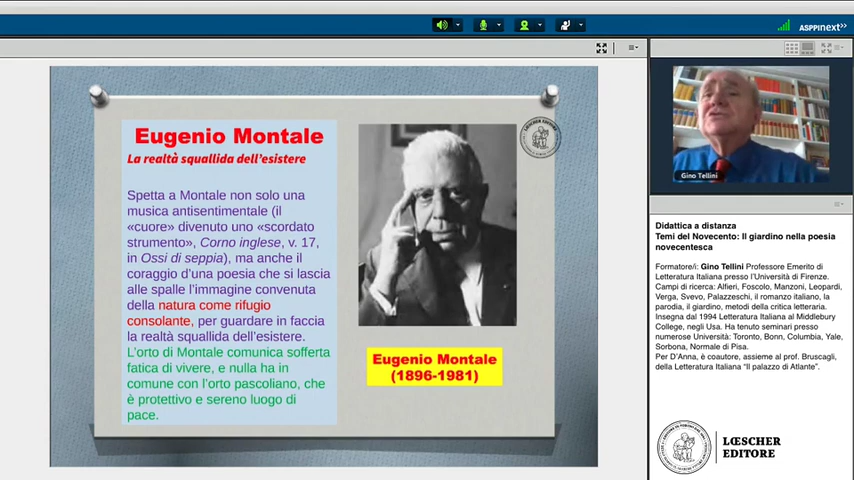 ASPPInext>>
Eugenio Montale
La realtà squallida dell'esistere
Spetta a Montale non solo una
musica antisentimentale (il
«cuore» divenuto uno «scordato
strumento», Corno inglese, v. 17,
in Ossi di seppia), ma anche il
coraggio d'una poesia che si lascia
alle spalle l'immagine convenuta
della natura come rifugio
consolante, per guardare in faccia
la realtà squallida dell'esistere.
L'orto di Montale comunica sofferta
fatica di vivere, e nulla ha in
comune con l'orto pascoliano, che
è protettivo e sereno luogo di
pace.
Eugenio Montale
(1896-1981)
Gino Tellini
Didattica a distanza
Temi del Novecento: Il giardino nella poesia
novecentesca
Formatore/i: Gino Tellini Professore Emerito di
Letteratura Italiana presso l'Università di Firenze.
Campi di ricerca: Alfieri, Foscolo, Manzoni, Leopardi,
Verga, Svevo, Palazzeschi, il romanzo italiano, la
parodia, il giardino, metodi della critica letteraria.
Insegna dal 1994 Letteratura Italiana al Middlebury
College, negli Usa. Ha tenuto seminari presso
numerose Università: Toronto, Bonn, Columbia, Yale,
Sorbona, Normale di Pisa.
Per D'Anna, è coautore, assieme al prof. Bruscagli,
della Letteratura Italiana "Il palazzo di Atlante".
LŒSCHER
EDITORE